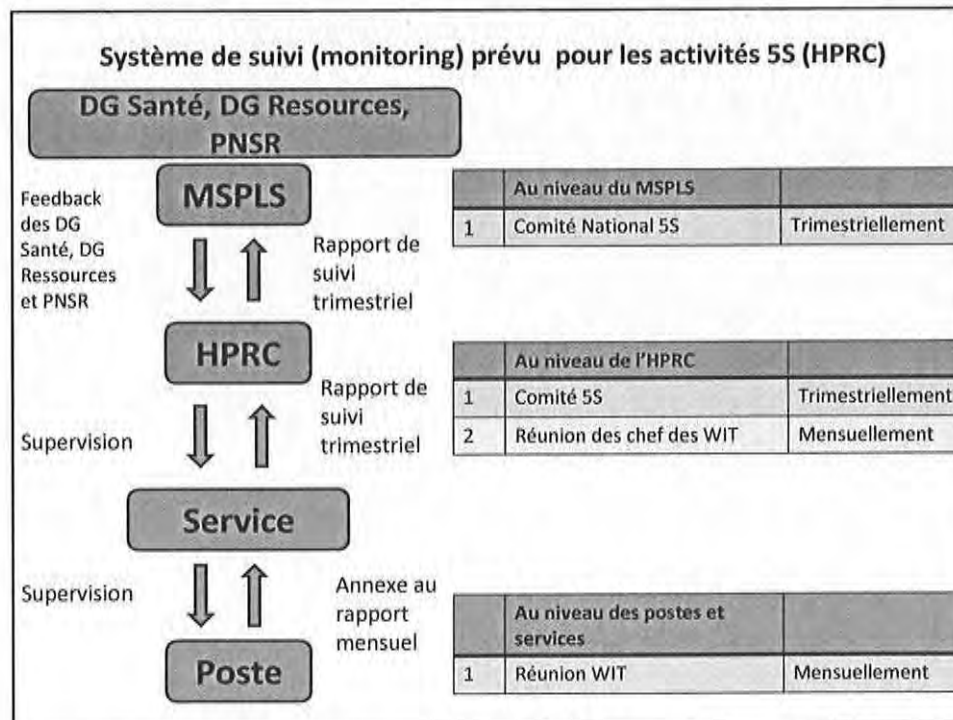 Système de suivi (monitoring) prévu pour les activités 5S (HPRC)
DG Santé, DG Resources,
PNSR
MSPLS
Feedback
des DG
Santé, DG
Ressources
et PNSR
Rapport de
suivi
trimestriel
HPRC
Supervision
Rapport de
suivi
trimestriel
Service
Supervision
Annexe au
rapport
mensuel
Poste
Au niveau du MSPLS
1 Comité National 5S Trimestriellement
Au niveau de l'HPRC
1 Comité 5S Trimestriellement
2 Réunion des chef des WIT Mensuellement
Au niveau des postes et
services
1 Réunion WIT Mensuellement